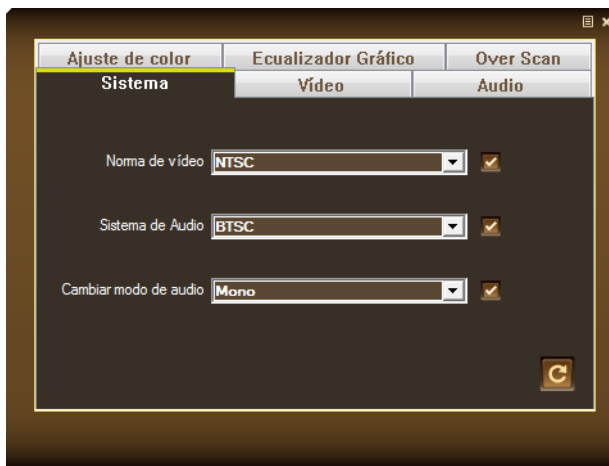 Ajuste de color Ecualizador Gráfico Over Scan
Sistema Vídeo Audio
Norma de vídeo NTSC
Sistema de Audio BTSC
Cambiar modo de audio Mono